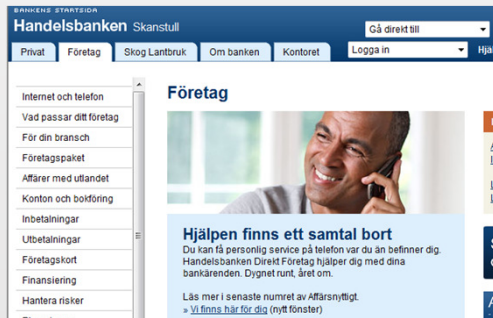 BANKENS STARTSIDA
Handelsbanken Skanstull
Gå direkt till
Privat Företag Skog Lantbruk Om banken Kontoret Logga in
Internet och telefon
Vad passar ditt företag
För din bransch
Företagspaket
Affärer med utlandet
Konton och bokföring
Inbetalningar
Utbetalningar
Företagskort
Finansiering
Hantera risker
Företag
Hjälpen finns ett samtal bort
Du kan få personlig service på telefon var du än befinner dig.
Handelsbanken Direkt Företag hjälper dig med dina
bankärenden. Dygnet runt, året om.
Läs mer i senaste numret av Affärsnyttigt.
» Vi finns här för dig (nytt fönster)